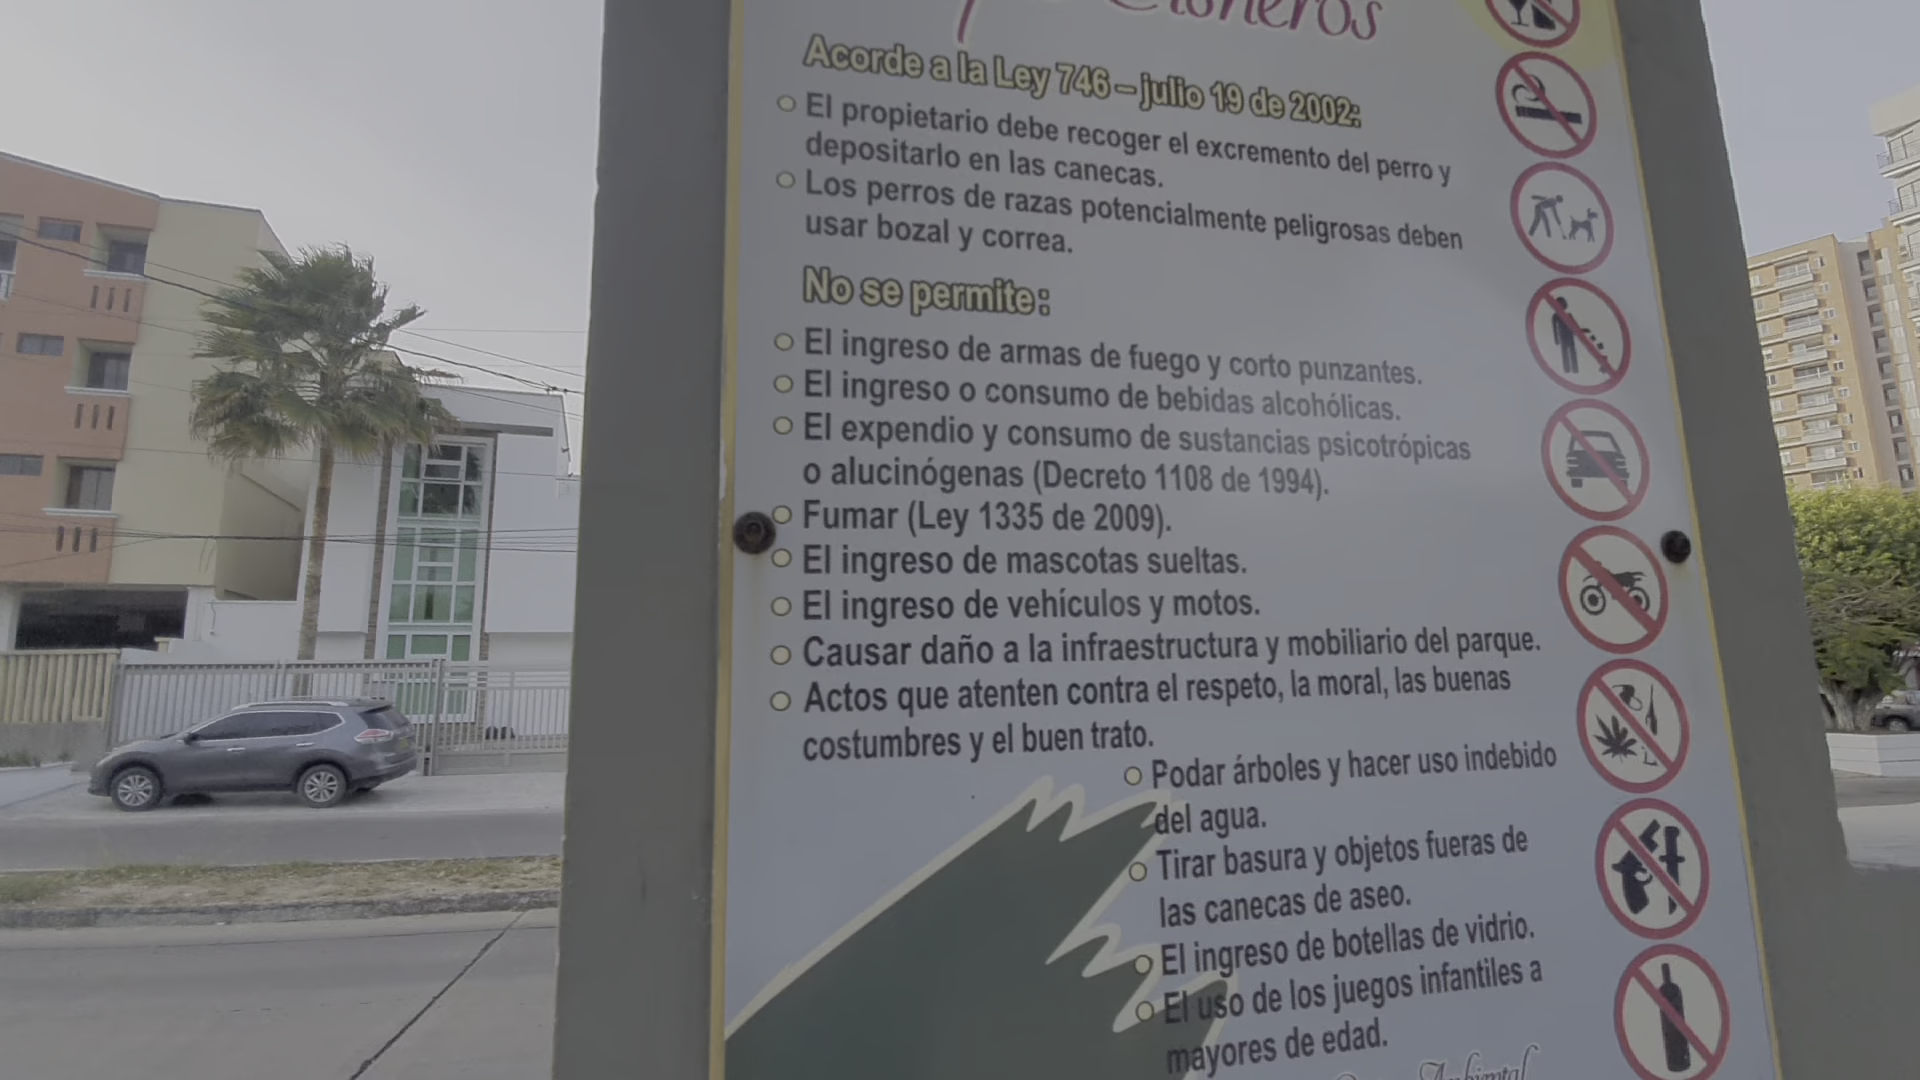 Cisneros
Acorde a la Ley 746 – julio 19 de 2002:
El propietario debe recoger el excremento del perro y
depositarlo en las canecas.
Los perros de razas potencialmente peligrosas deben
usar bozal y correa.
No se permite:
El ingreso de armas de fuego y corto punzantes.
El ingreso o consumo de bebidas alcohólicas.
El expendio y consumo de sustancias psicotrópicas
o alucinógenas (Decreto 1108 de 1994).
Fumar (Ley 1335 de 2009).
El ingreso de mascotas sueltas.
El ingreso de vehículos y motos.
Causar daño a la infraestructura y mobiliario del parque.
Actos que atenten contra el respeto, la moral, las buenas
costumbres y el buen trato.
Podar árboles y hacer uso indebido
del agua.
Tirar basura y objetos fueras de
las canecas de aseo.
El ingreso de botellas de vidrio.
El uso de los juegos infantiles a
mayores de edad.